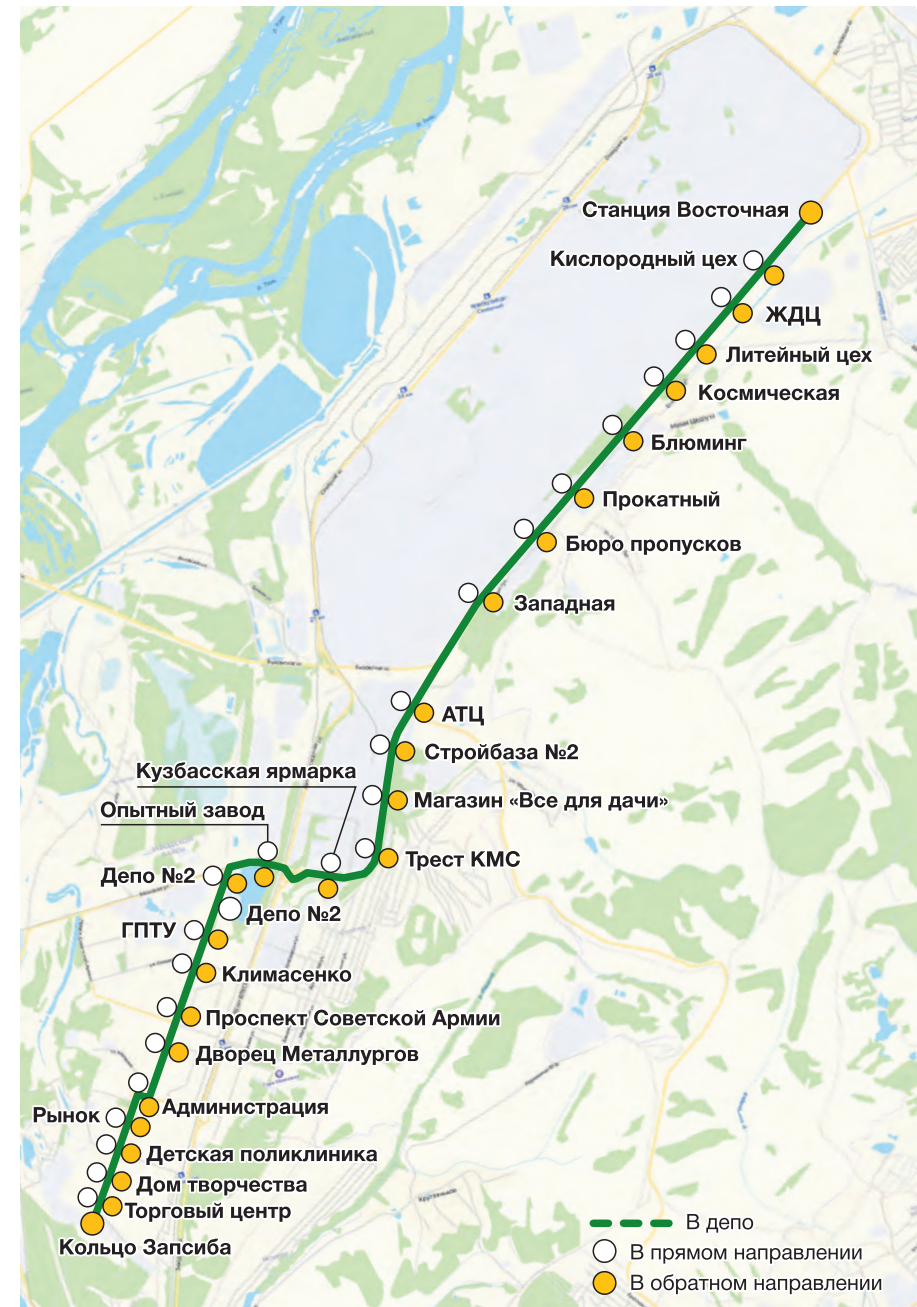 Станция Восточная
Кислородный цех
ЖДЦ
Литейный цех
Космическая
Блюминг
Прокатный
Бюро пропусков
Западная
АТЦ
Стройбаза №2
Кузбасская ярмарка
Магазин «Все для дачи»
Опытный завод
Трест КМС
Депо №2
Депо №2
ГПТУ
Климасенко
Проспект Советской Армии
Дворец Металлургов
Администрация
Рынок
Детская поликлиника
Дом творчества
Торговый центр
Кольцо Запсиба
В депо
В прямом направлении
В обратном направлении